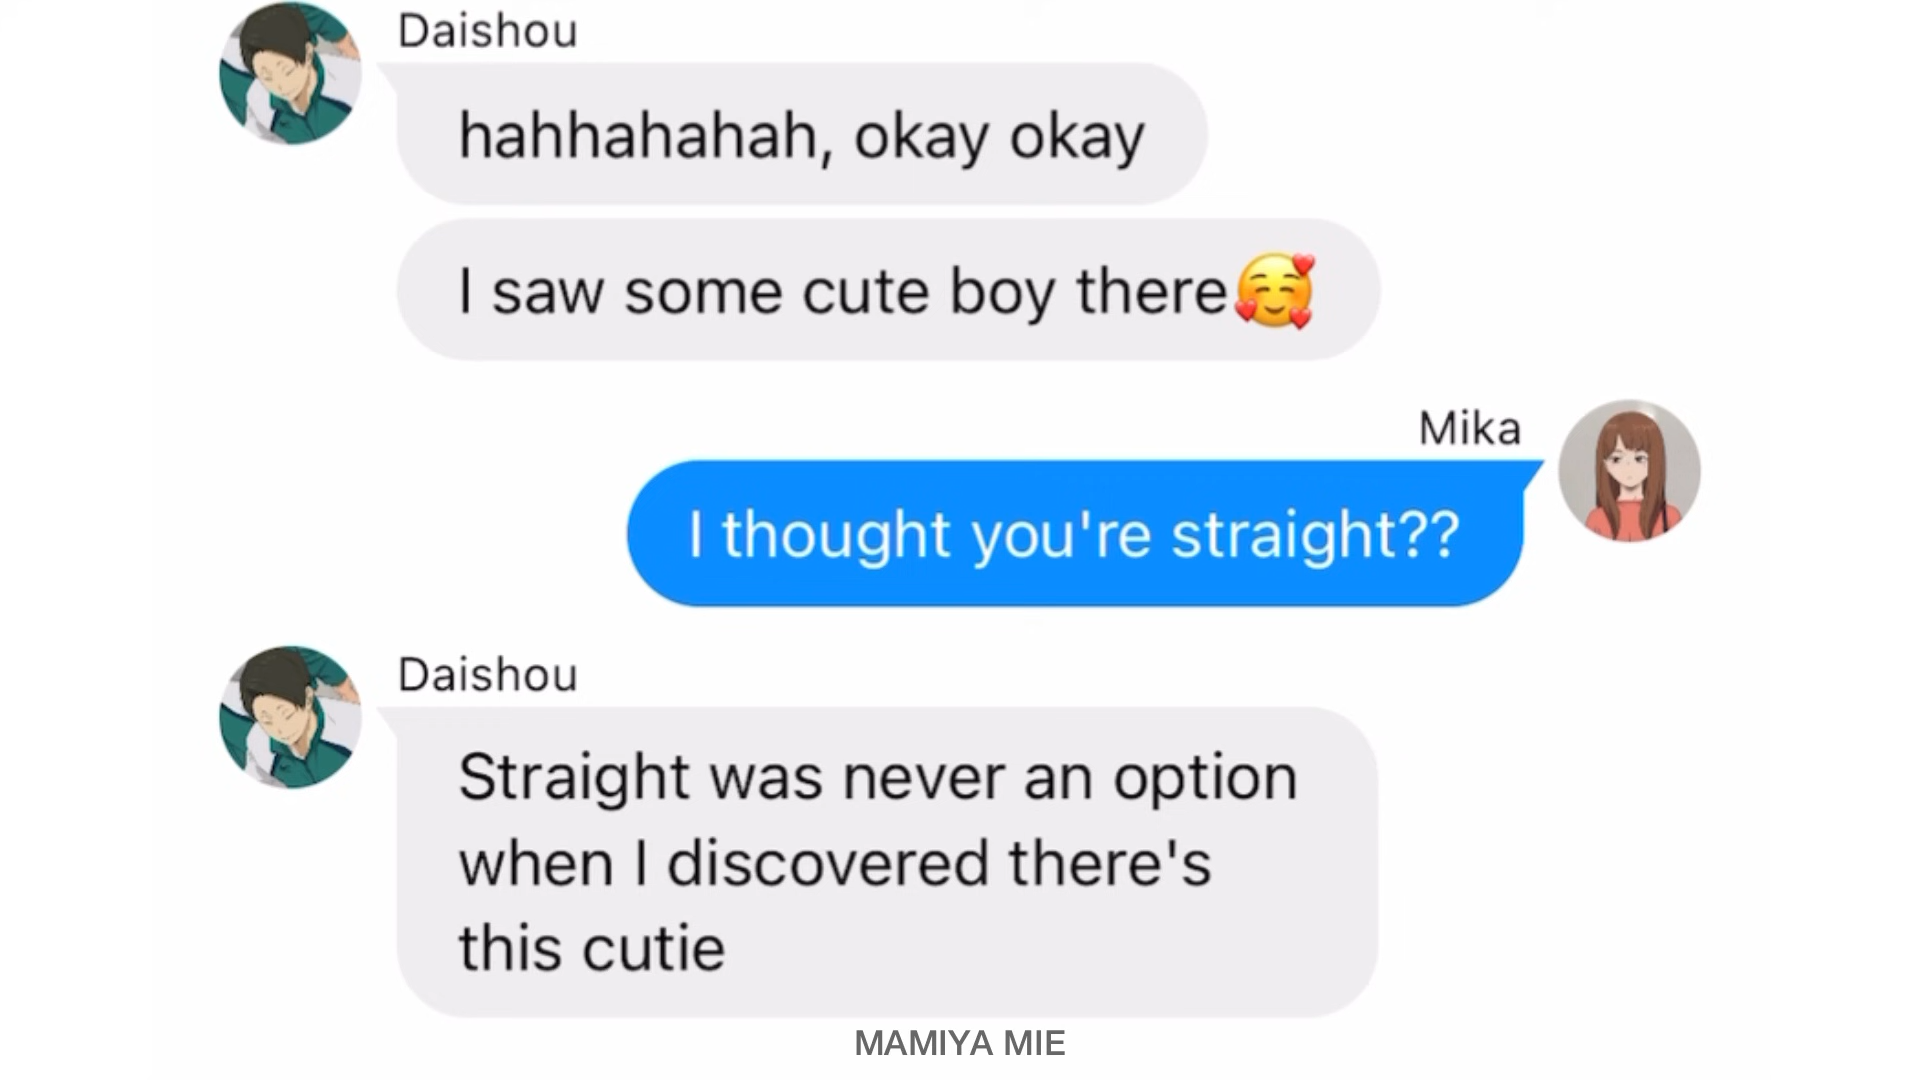 Daishou
hahhahahah, okay okay
I saw some cute boy there🥰
Mika
I thought you're straight??
Daishou
Straight was never an option
when I discovered there's
this cutie
MAMIYA MIE